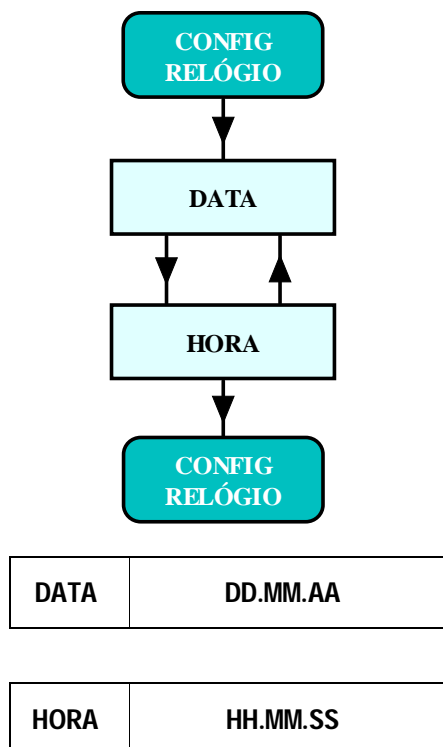 CONFIG
RELÓGIO
DATA
HORA
CONFIG
RELÓGIO
DATA DD.MM.AA
HORA HH.MM.SS